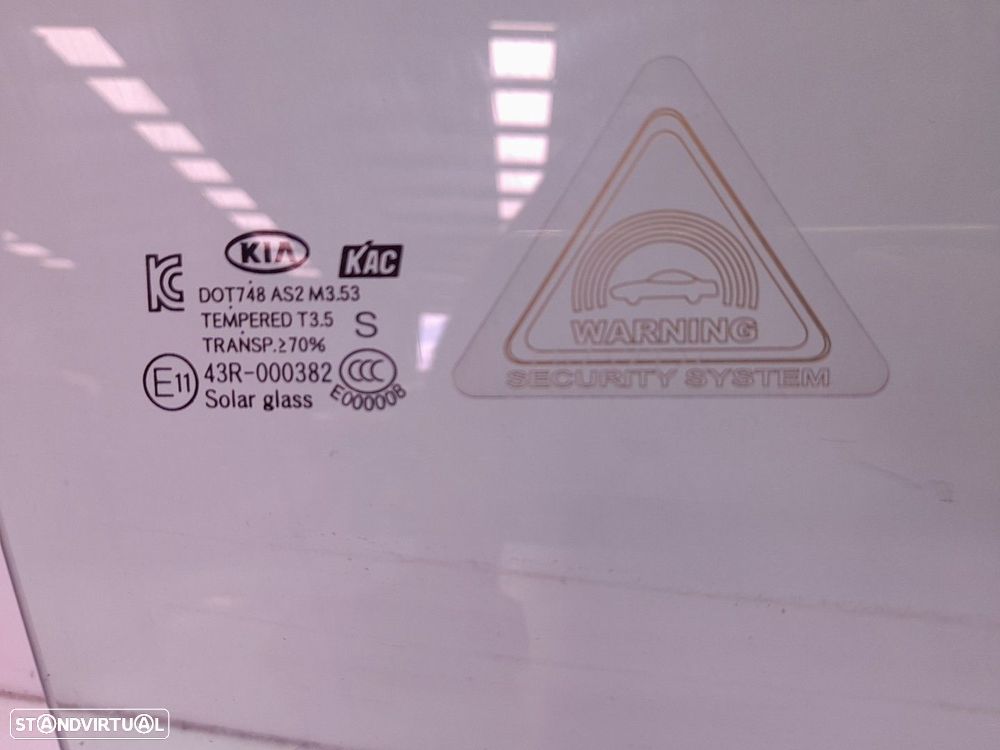 KIA
KAC
KC
DOT748 AS2 M3.53
TEMPERED T3.5
S
TRANSP.≥70%
E11
43R-000382
CCC
E000008
Solar glass
WARNING
SECURITY SYSTEM
STANDVIRTUAL